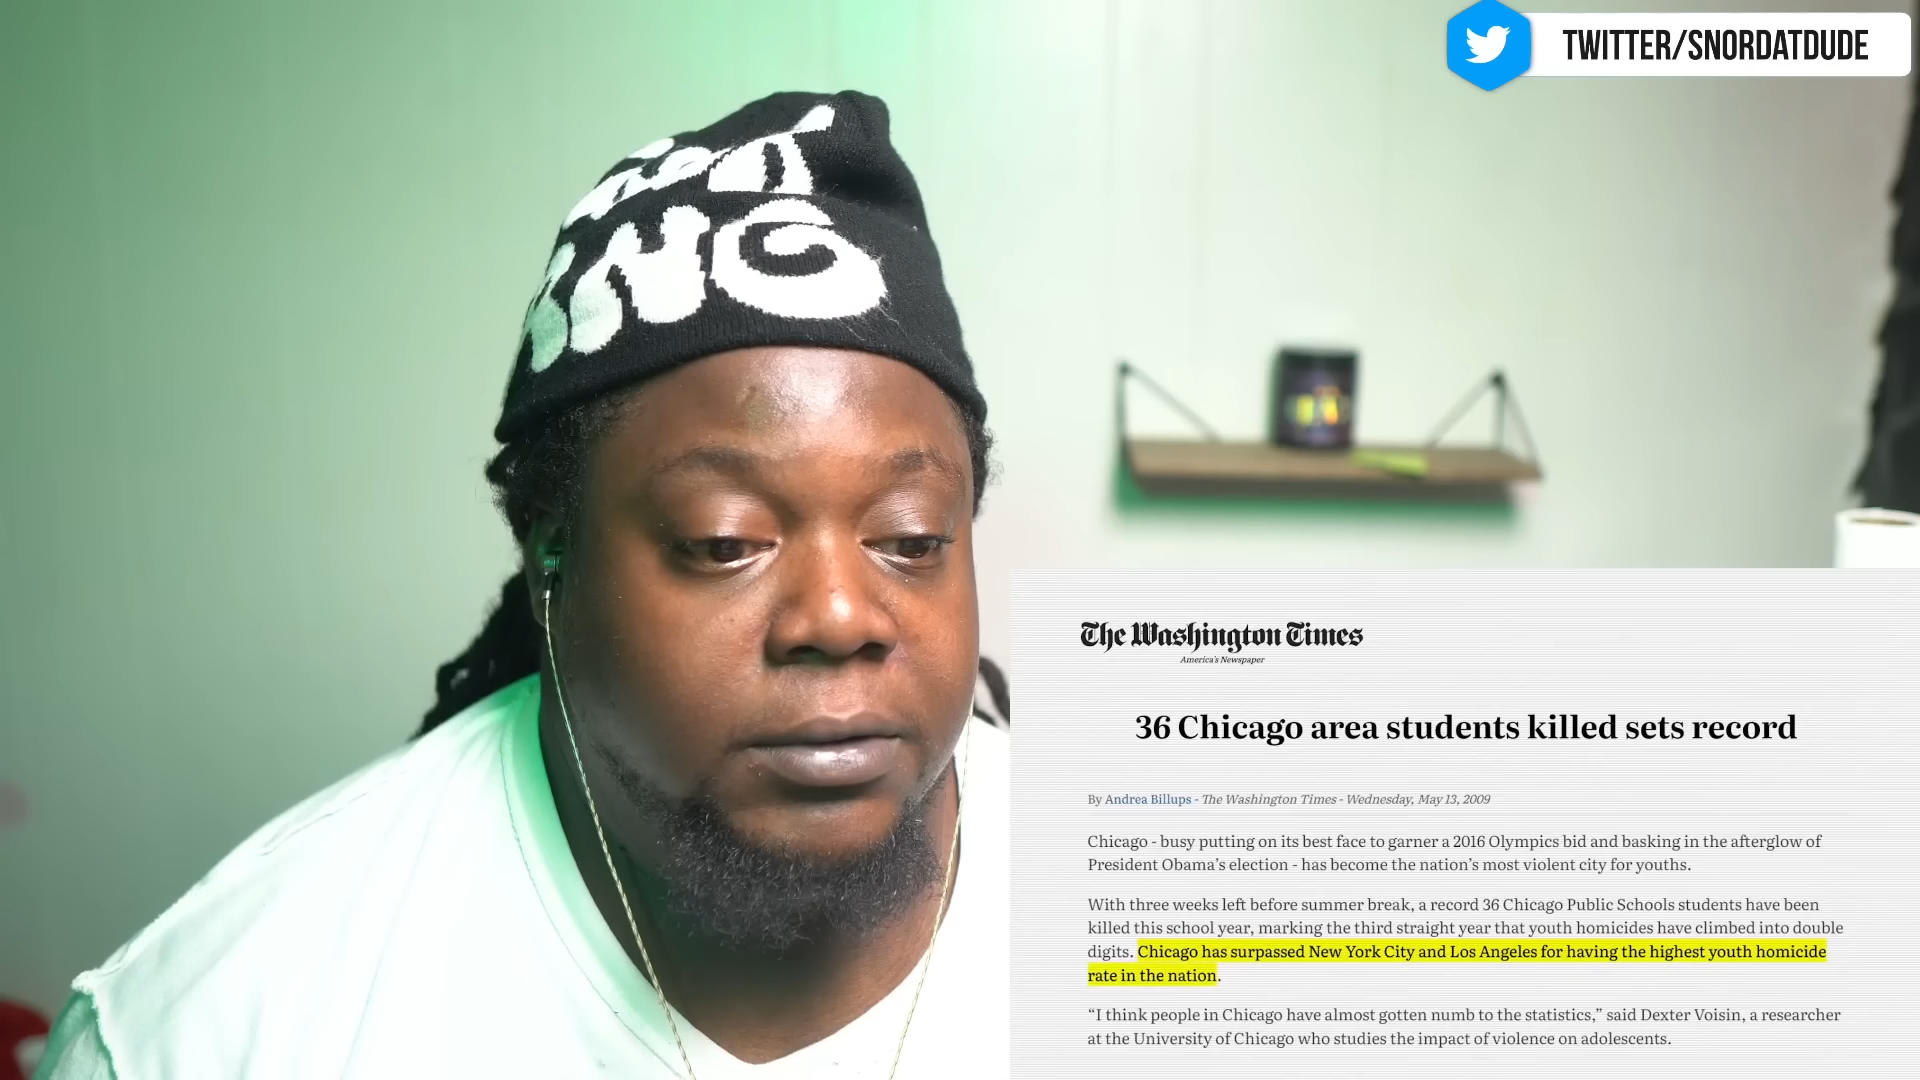 TWITTER/SNORDATDUDE
NG
The Washington Times
America's Newspaper
36 Chicago area students killed sets record
By Andrea Billups - The Washington Times - Wednesday, May 13, 2009
Chicago - busy putting on its best face to garner a 2016 Olympics bid and basking in the afterglow of
President Obama’s election - has become the nation’s most violent city for youths.
With three weeks left before summer break, a record 36 Chicago Public Schools students have been
killed this school year, marking the third straight year that youth homicides have climbed into double
digits. Chicago has surpassed New York City and Los Angeles for having the highest youth homicide
rate in the nation.
“I think people in Chicago have almost gotten numb to the statistics,” said Dexter Voisin, a researcher
at the University of Chicago who studies the impact of violence on adolescents.